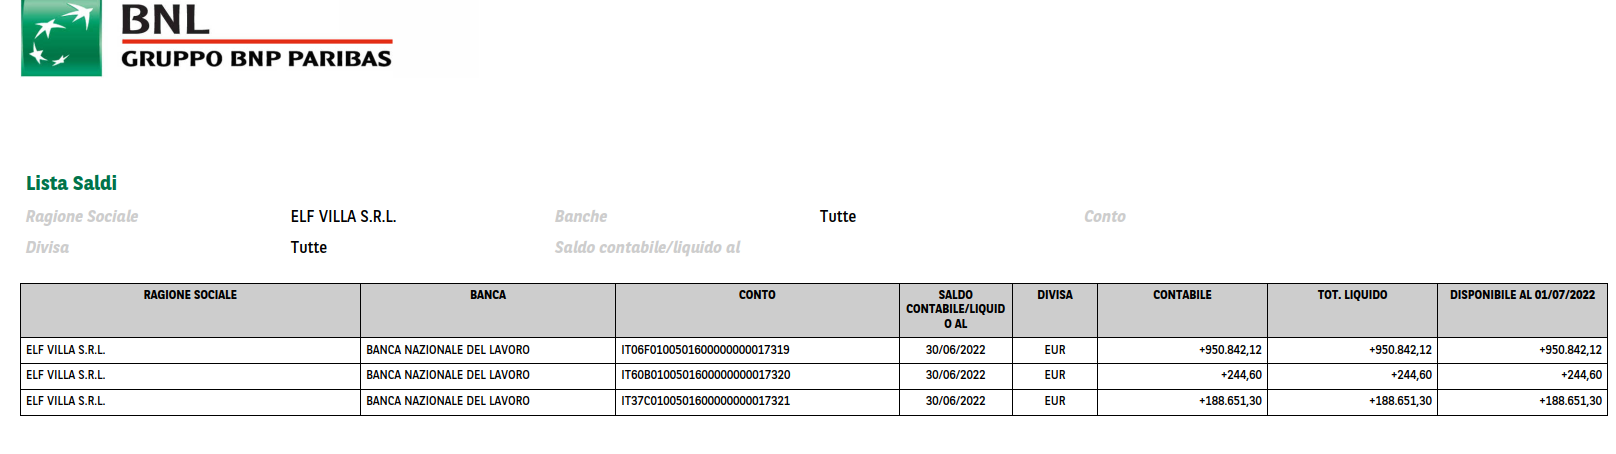 BNL
GRUPPO BNP PARIBAS
Lista Saldi
Ragione Sociale ELF VILLA S.R.L. Banche Tutte Conto
Divisa Tutte Saldo contabile/liquido al
RAGIONE SOCIALE BANCA CONTO SALDO CONTABILE/LIQUID O AL DIVISA CONTABILE TOT. LIQUIDO DISPONIBILE AL 01/07/2022
ELF VILLA S.R.L. BANCA NAZIONALE DEL LAVORO IT06F0100501600000000017319 30/06/2022 EUR +950.842,12 +950.842,12 +950.842,12
ELF VILLA S.R.L. BANCA NAZIONALE DEL LAVORO IT60B0100501600000000017320 30/06/2022 EUR +244,60 +244,60 +244,60
ELF VILLA S.R.L. BANCA NAZIONALE DEL LAVORO IT37C0100501600000000017321 30/06/2022 EUR +188.651,30 +188.651,30 +188.651,30